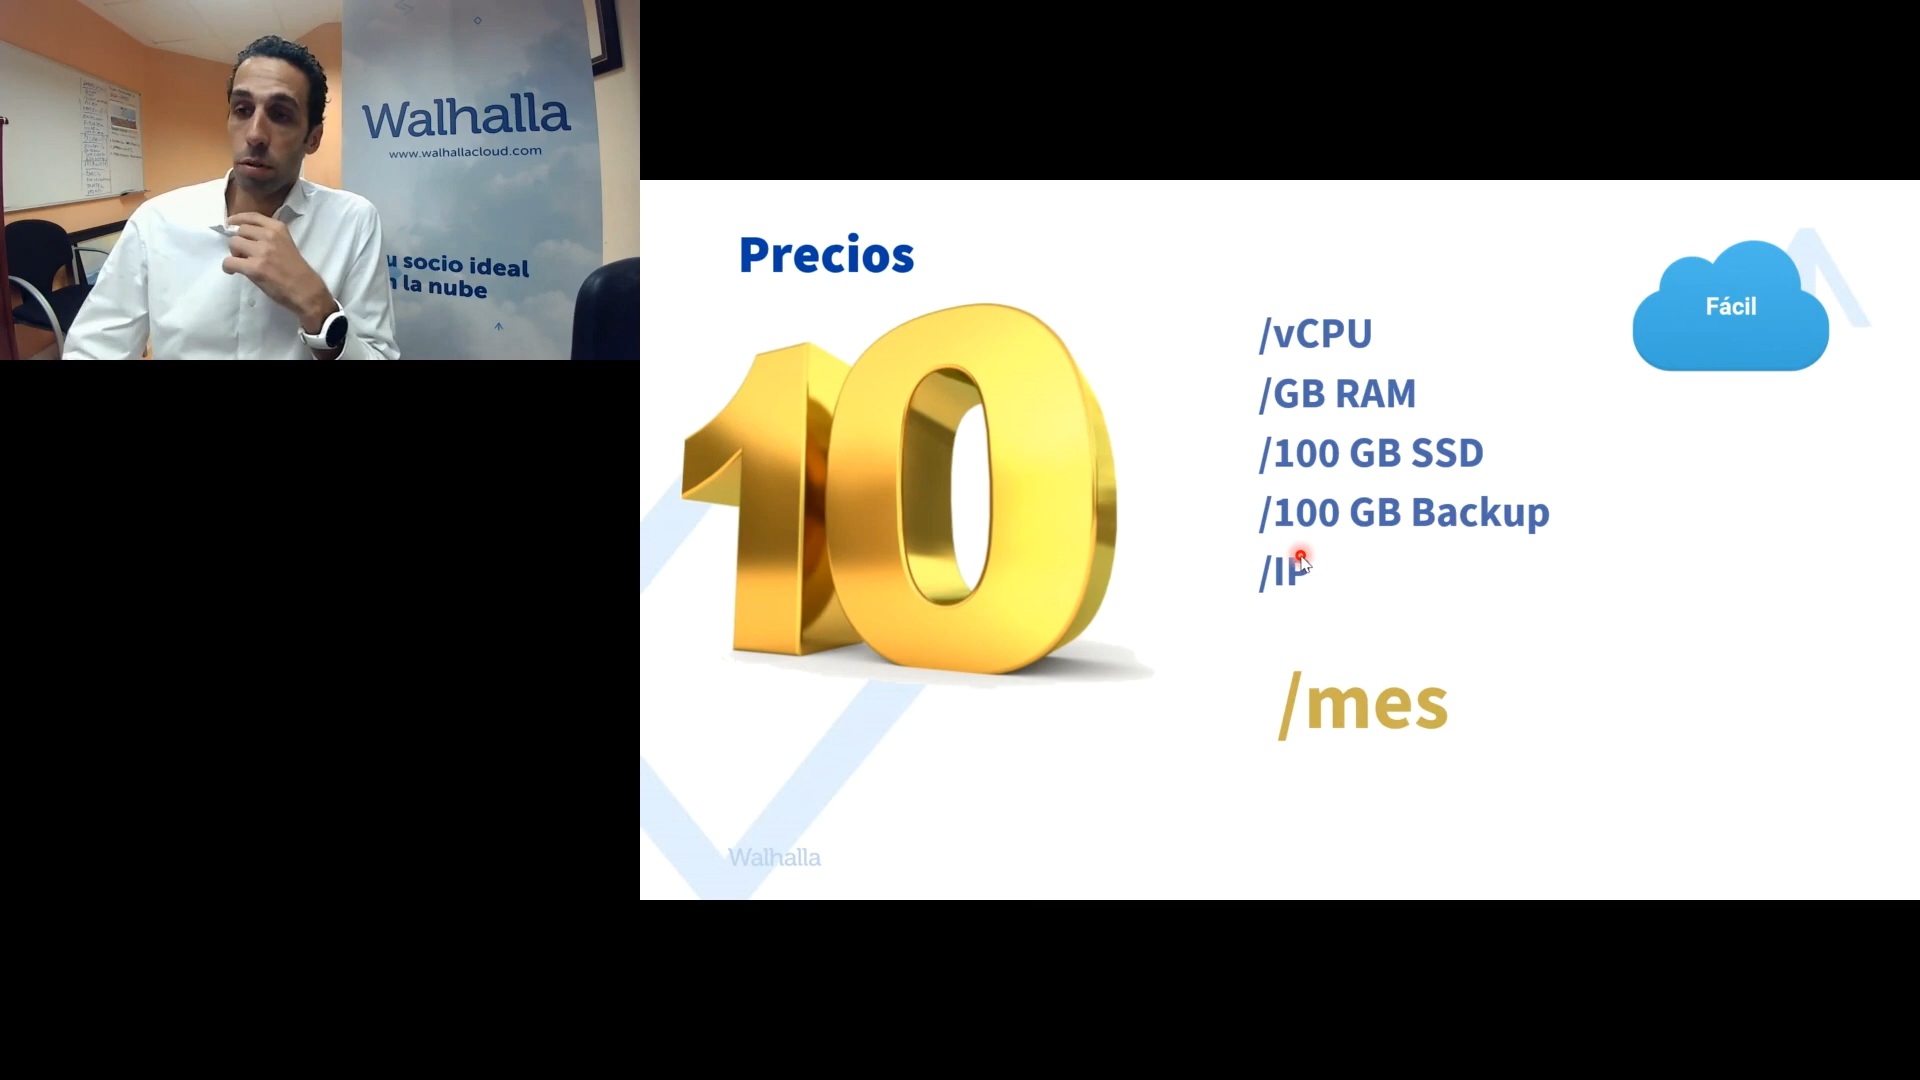 Walhalla
www.walhallacloud.com
u socio ideal
n la nube
Precios
Fácil
10
/vCPU
/GB RAM
/100 GB SSD
/100 GB Backup
/IP
/mes
Walhalla